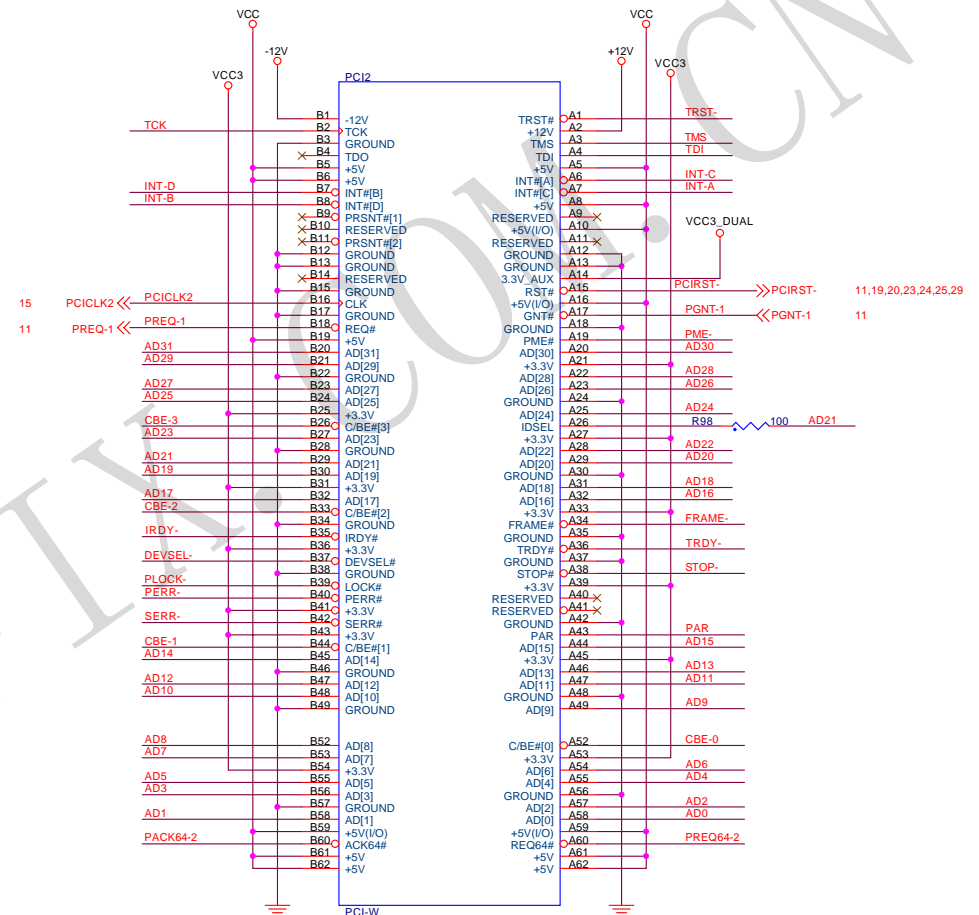 VCC VCC
-12V +12V
VCC3 VCC3
PCI2
B1 -12V TRST# A1 TRST-
TCK B2 TCK +12V A2
B3 GROUND TMS A3 TMS
B4 TDO TDI A4 TDI
B5 +5V +5V A5
B6 +5V INT#[A] A6 INT-C
INT-D B7 INT#[B] INT#[C] A7 INT-A
INT-B B8 INT#[D] +5V A8
B9 PRSNT#[1] RESERVED A9
B10 RESERVED +5V(I/O) A10
B11 PRSNT#[2] RESERVED A11
VCC3_DUAL
B12 GROUND GROUND A12
B13 GROUND GROUND A13
B14 RESERVED 3.3V_AUX A14
B15 GROUND RST# A15 PCIRST- PCIRST- 11,19,20,23,24,25,29
15 PCICLK2 PCICLK2 B16 CLK +5V(I/O) A16
B17 GROUND GNT# A17 PGNT-1 PGNT-1 11
11 PREQ-1 PREQ-1 B18 REQ# GROUND A18
B19 +5V PME# A19 PME-
AD31 B20 AD[31] AD[30] A20 AD30
AD29 B21 AD[29] +3.3V A21
B22 GROUND AD[28] A22 AD28
AD27 B23 AD[27] AD[26] A23 AD26
AD25 B24 AD[25] GROUND A24
B25 +3.3V AD[24] A25 AD24
CBE-3 B26 C/BE#[3] IDSEL A26 R98 100 AD21
AD23 B27 AD[23] +3.3V A27
B28 GROUND AD[22] A28 AD22
AD21 B29 AD[21] AD[20] A29 AD20
AD19 B30 AD[19] GROUND A30
B31 +3.3V AD[18] A31 AD18
AD17 B32 AD[17] AD[16] A32 AD16
CBE-2 B33 C/BE#[2] +3.3V A33
B34 GROUND FRAME# A34 FRAME-
IRDY- B35 IRDY# GROUND A35
B36 +3.3V TRDY# A36 TRDY-
DEVSEL- B37 DEVSEL# GROUND A37
B38 GROUND STOP# A38 STOP-
PLOCK- B39 LOCK# +3.3V A39
PERR- B40 PERR# RESERVED A40
B41 +3.3V RESERVED A41
SERR- B42 SERR# GROUND A42
B43 +3.3V PAR A43 PAR
CBE-1 B44 C/BE#[1] AD[15] A44 AD15
AD14 B45 AD[14] +3.3V A45
B46 GROUND AD[13] A46 AD13
AD12 B47 AD[12] AD[11] A47 AD11
AD10 B48 AD[10] GROUND A48
B49 GROUND AD[9] A49 AD9
AD8 B52 AD[8] C/BE#[0] A52 CBE-0
AD7 B53 AD[7] +3.3V A53
B54 +3.3V AD[6] A54 AD6
AD5 B55 AD[5] AD[4] A55 AD4
AD3 B56 AD[3] GROUND A56
B57 GROUND AD[2] A57 AD2
AD1 B58 AD[1] AD[0] A58 AD0
B59 +5V(I/O) +5V(I/O) A59
PACK64-2 B60 ACK64# REQ64# A60 PREQ64-2
B61 +5V +5V A61
B62 +5V +5V A62
PCI-W
IX.COM.CN